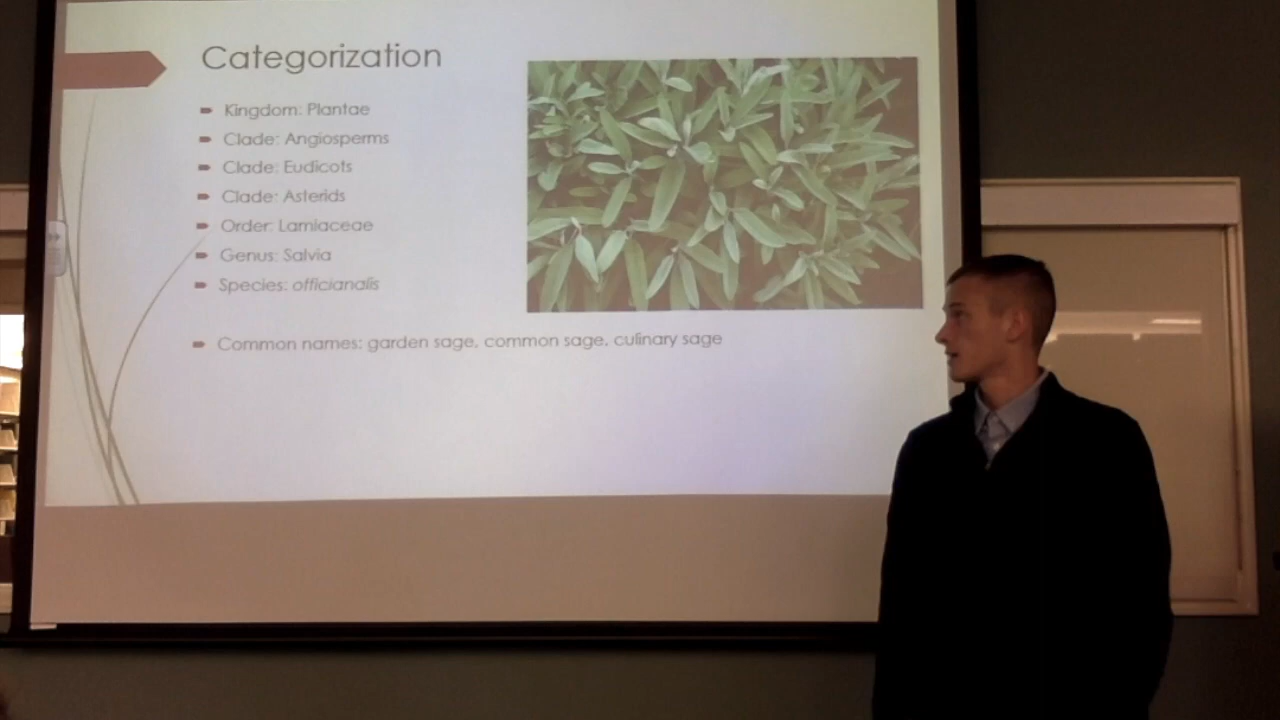 Categorization
Kingdom: Plantae
Clade: Angiosperms
Clade: Eudicots
Clade: Asterids
Order: Lamiaceae
Genus: Salvia
Species: officianalis
Common names: garden sage, common sage, culinary sage